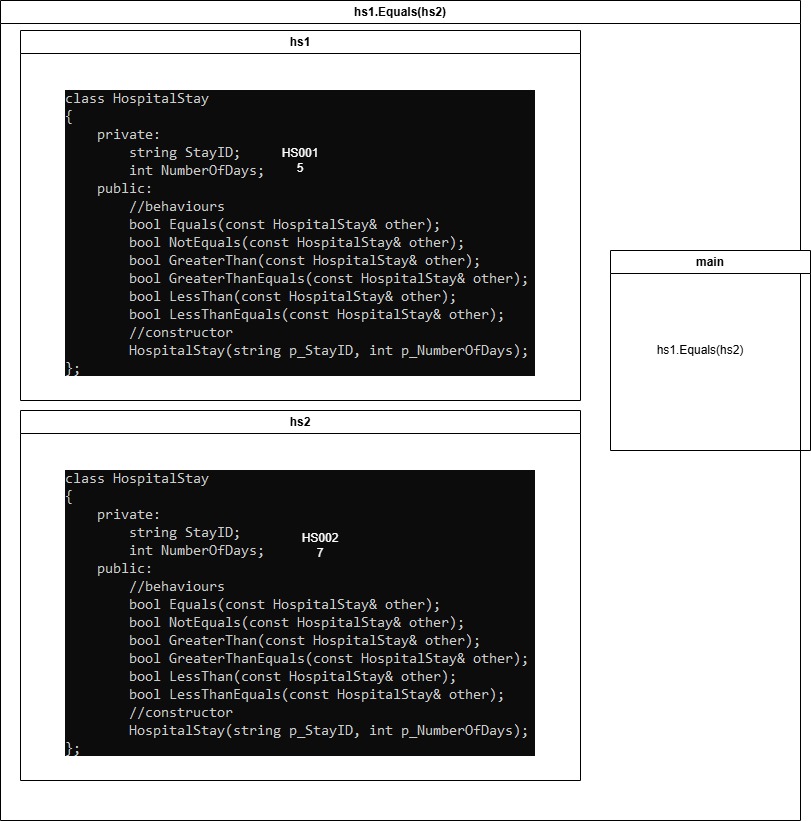 hs1.Equals(hs2)
hs1
class HospitalStay
{
    private:
        string StayID; HS001
        int NumberOfDays; 5
    public:
        //behaviours
        bool Equals(const HospitalStay& other);
        bool NotEquals(const HospitalStay& other);
        bool GreaterThan(const HospitalStay& other);
        bool GreaterThanEquals(const HospitalStay& other);
        bool LessThan(const HospitalStay& other);
        bool LessThanEquals(const HospitalStay& other);
        //constructor
        HospitalStay(string p_StayID, int p_NumberOfDays);
};
main
hs1.Equals(hs2)
hs2
class HospitalStay
{
    private:
        string StayID; HS002
        int NumberOfDays; 7
    public:
        //behaviours
        bool Equals(const HospitalStay& other);
        bool NotEquals(const HospitalStay& other);
        bool GreaterThan(const HospitalStay& other);
        bool GreaterThanEquals(const HospitalStay& other);
        bool LessThan(const HospitalStay& other);
        bool LessThanEquals(const HospitalStay& other);
        //constructor
        HospitalStay(string p_StayID, int p_NumberOfDays);
};